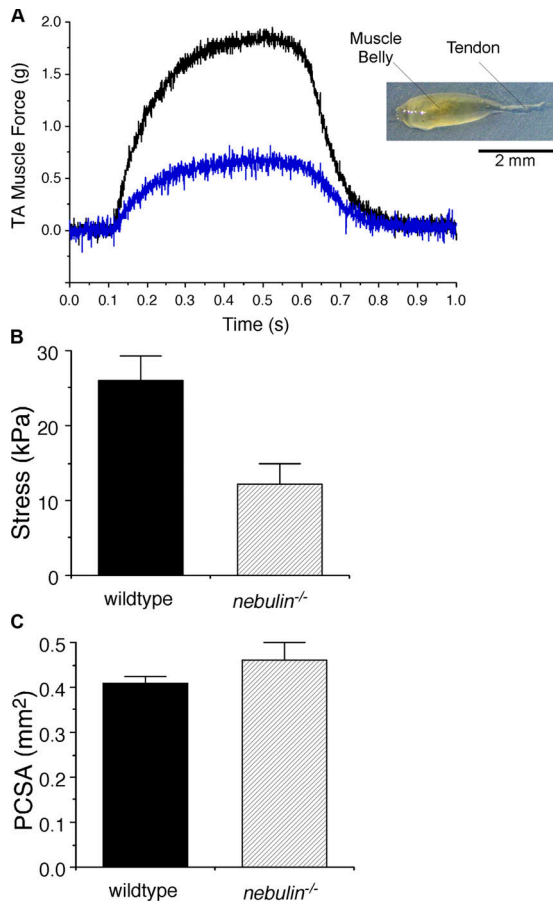 A
TA Muscle Force (g)
2.0
1.5
1.0
0.5
0.0
0.0 0.1 0.2 0.3 0.4 0.5 0.6 0.7 0.8 0.9 1.0
Time (s)
Muscle
Belly
Tendon
2 mm
B
Stress (kPa)
30
20
10
0
wildtype nebulin-/-
C
PCSA (mm2)
0.5
0.4
0.3
0.2
0.1
0.0
wildtype nebulin-/-